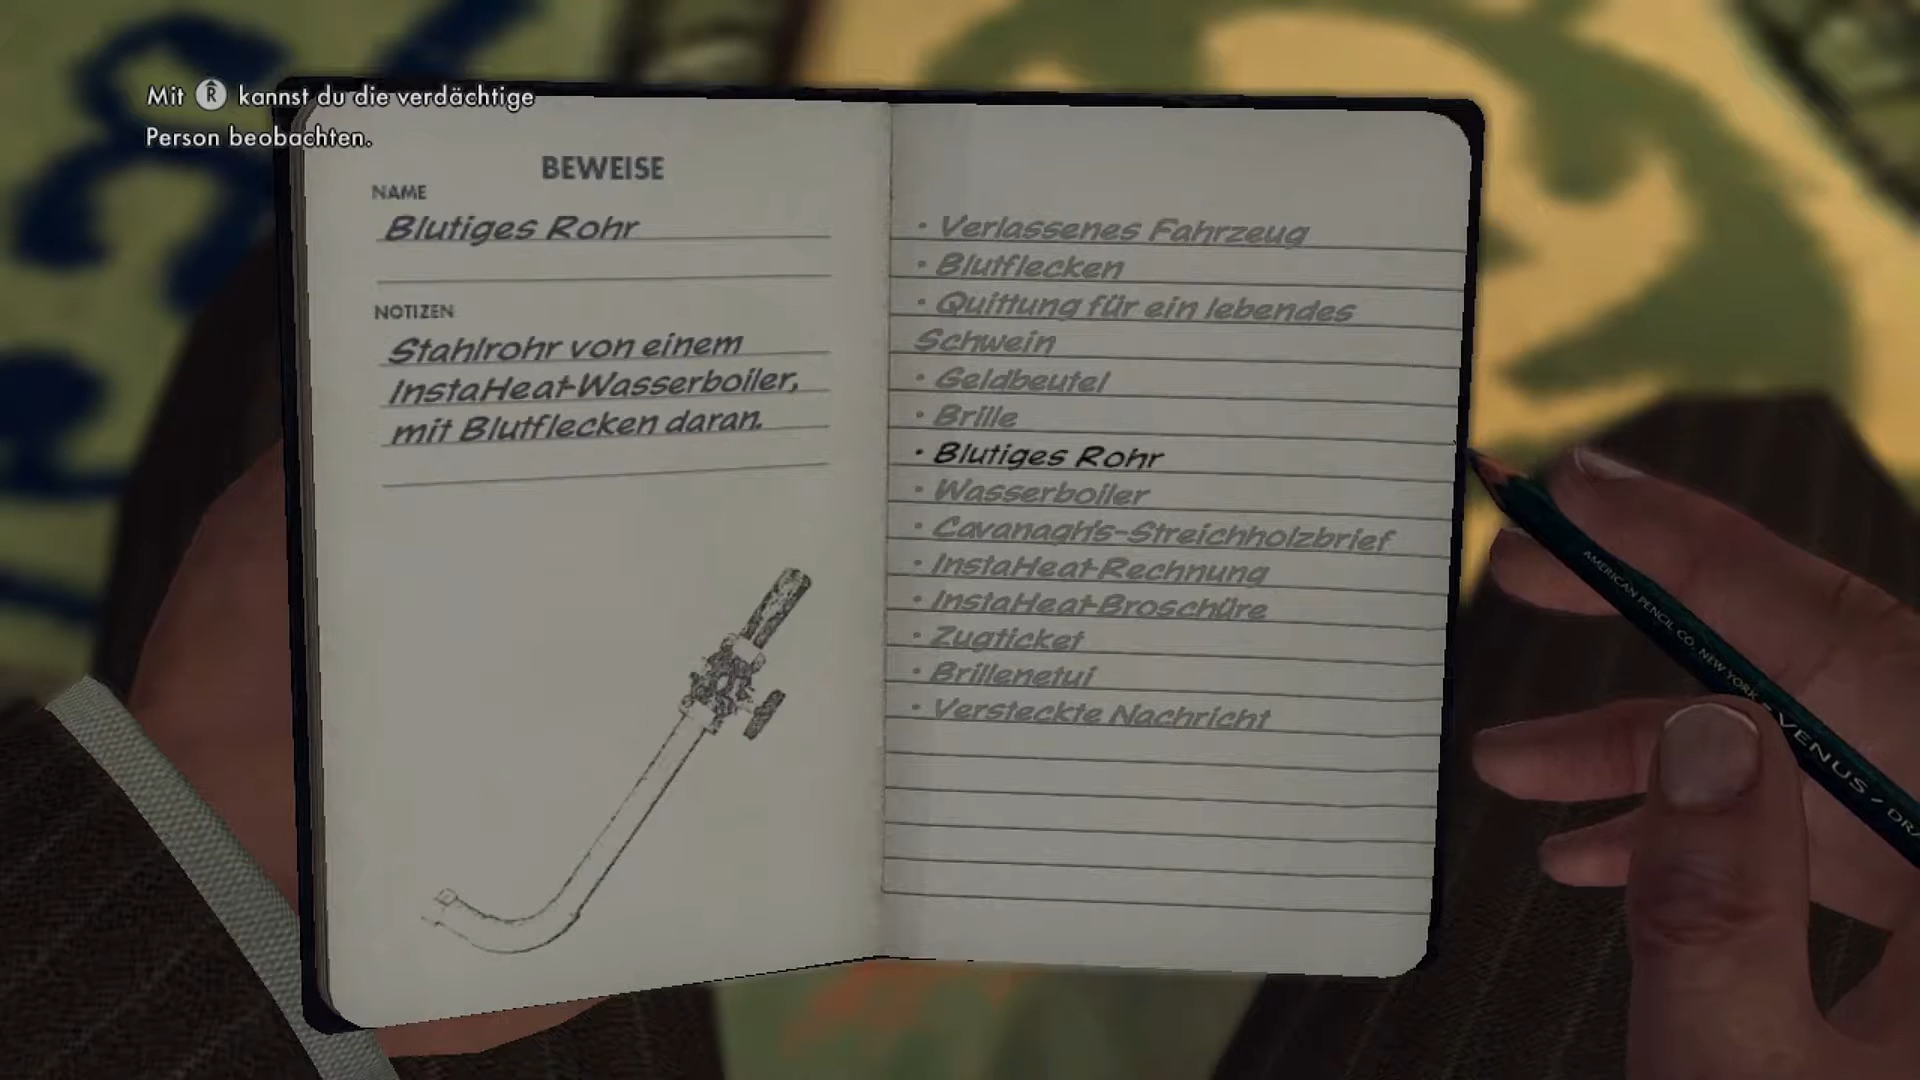 Mit R kannst du die verdächtige
Person beobachten.
BEWEISE
NAME
Blutiges Rohr
NOTIZEN
Stahlrohr von einem
InstaHeat-Wasserboiler,
mit Blutflecken daran.
• Verlassenes Fahrzeug
• Blutflecken
• Quittung für ein lebendes
Schwein
• Geldbeutel
• Brille
• Blutiges Rohr
• Wasserboiler
• Cavanagh's-Streichholzbrief
• InstaHeat-Rechnung
• InstaHeat-Broschüre
• Zugticket
• Brillenetui
• Versteckte Nachricht
AMERICAN PENCIL CO. NEW YORK - VENUS / DRA